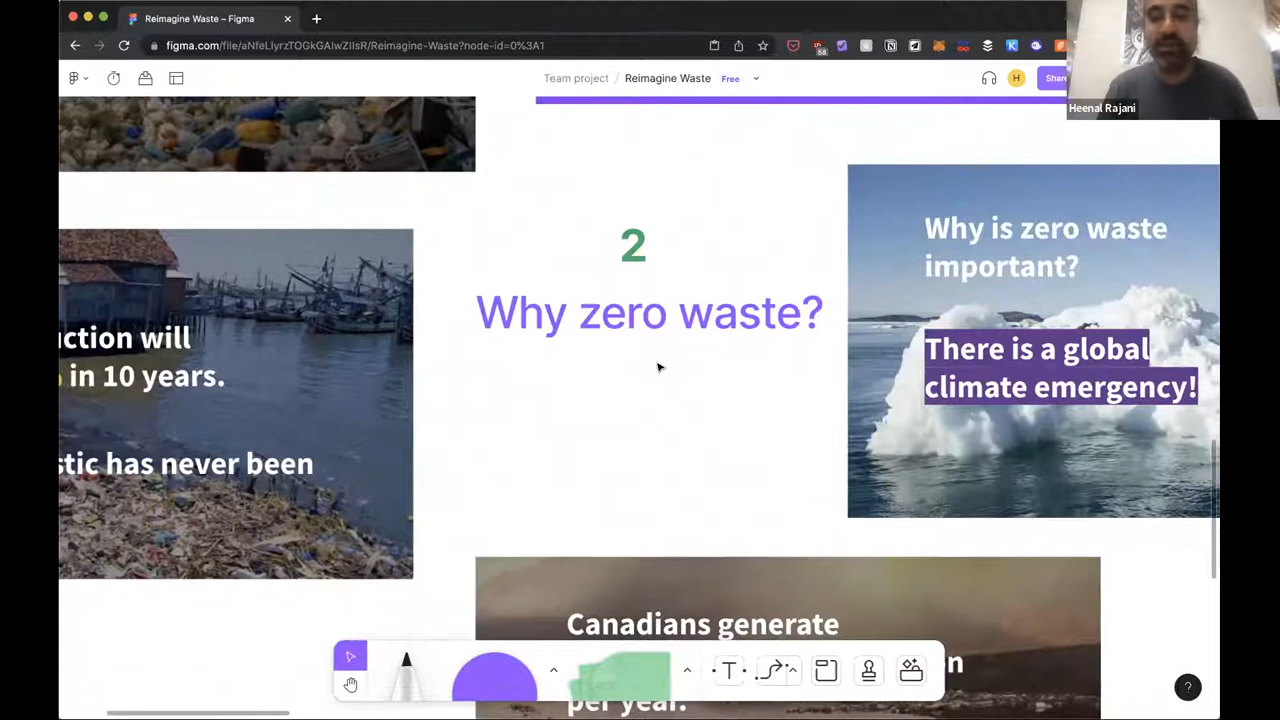 Reimagine Waste – Figma
figma.com/file/aNfeLlyrzTOGkGAIwZIIsR/Reimagine-Waste?node-id=0%3A1
Team project / Reimagine Waste Free
H
Share
Heenal Rajani
2
Why zero waste?
Why is zero waste
important?
There is a global
climate emergency!
uction will
in 10 years.
stic has never been
Canadians generate
n
per year.
T
?